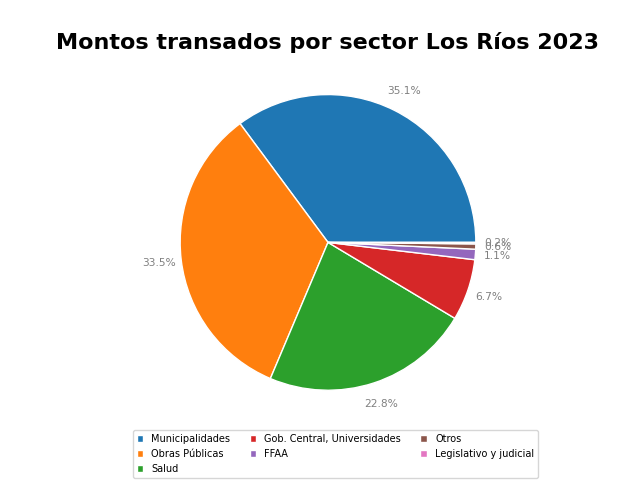 Montos transados por sector Los Ríos 2023
35.1%
33.5%
22.8%
6.7%
1.1%
0.6%
0.2%
Municipalidades
Obras Públicas
Salud
Gob. Central, Universidades
FFAA
Otros
Legislativo y judicial